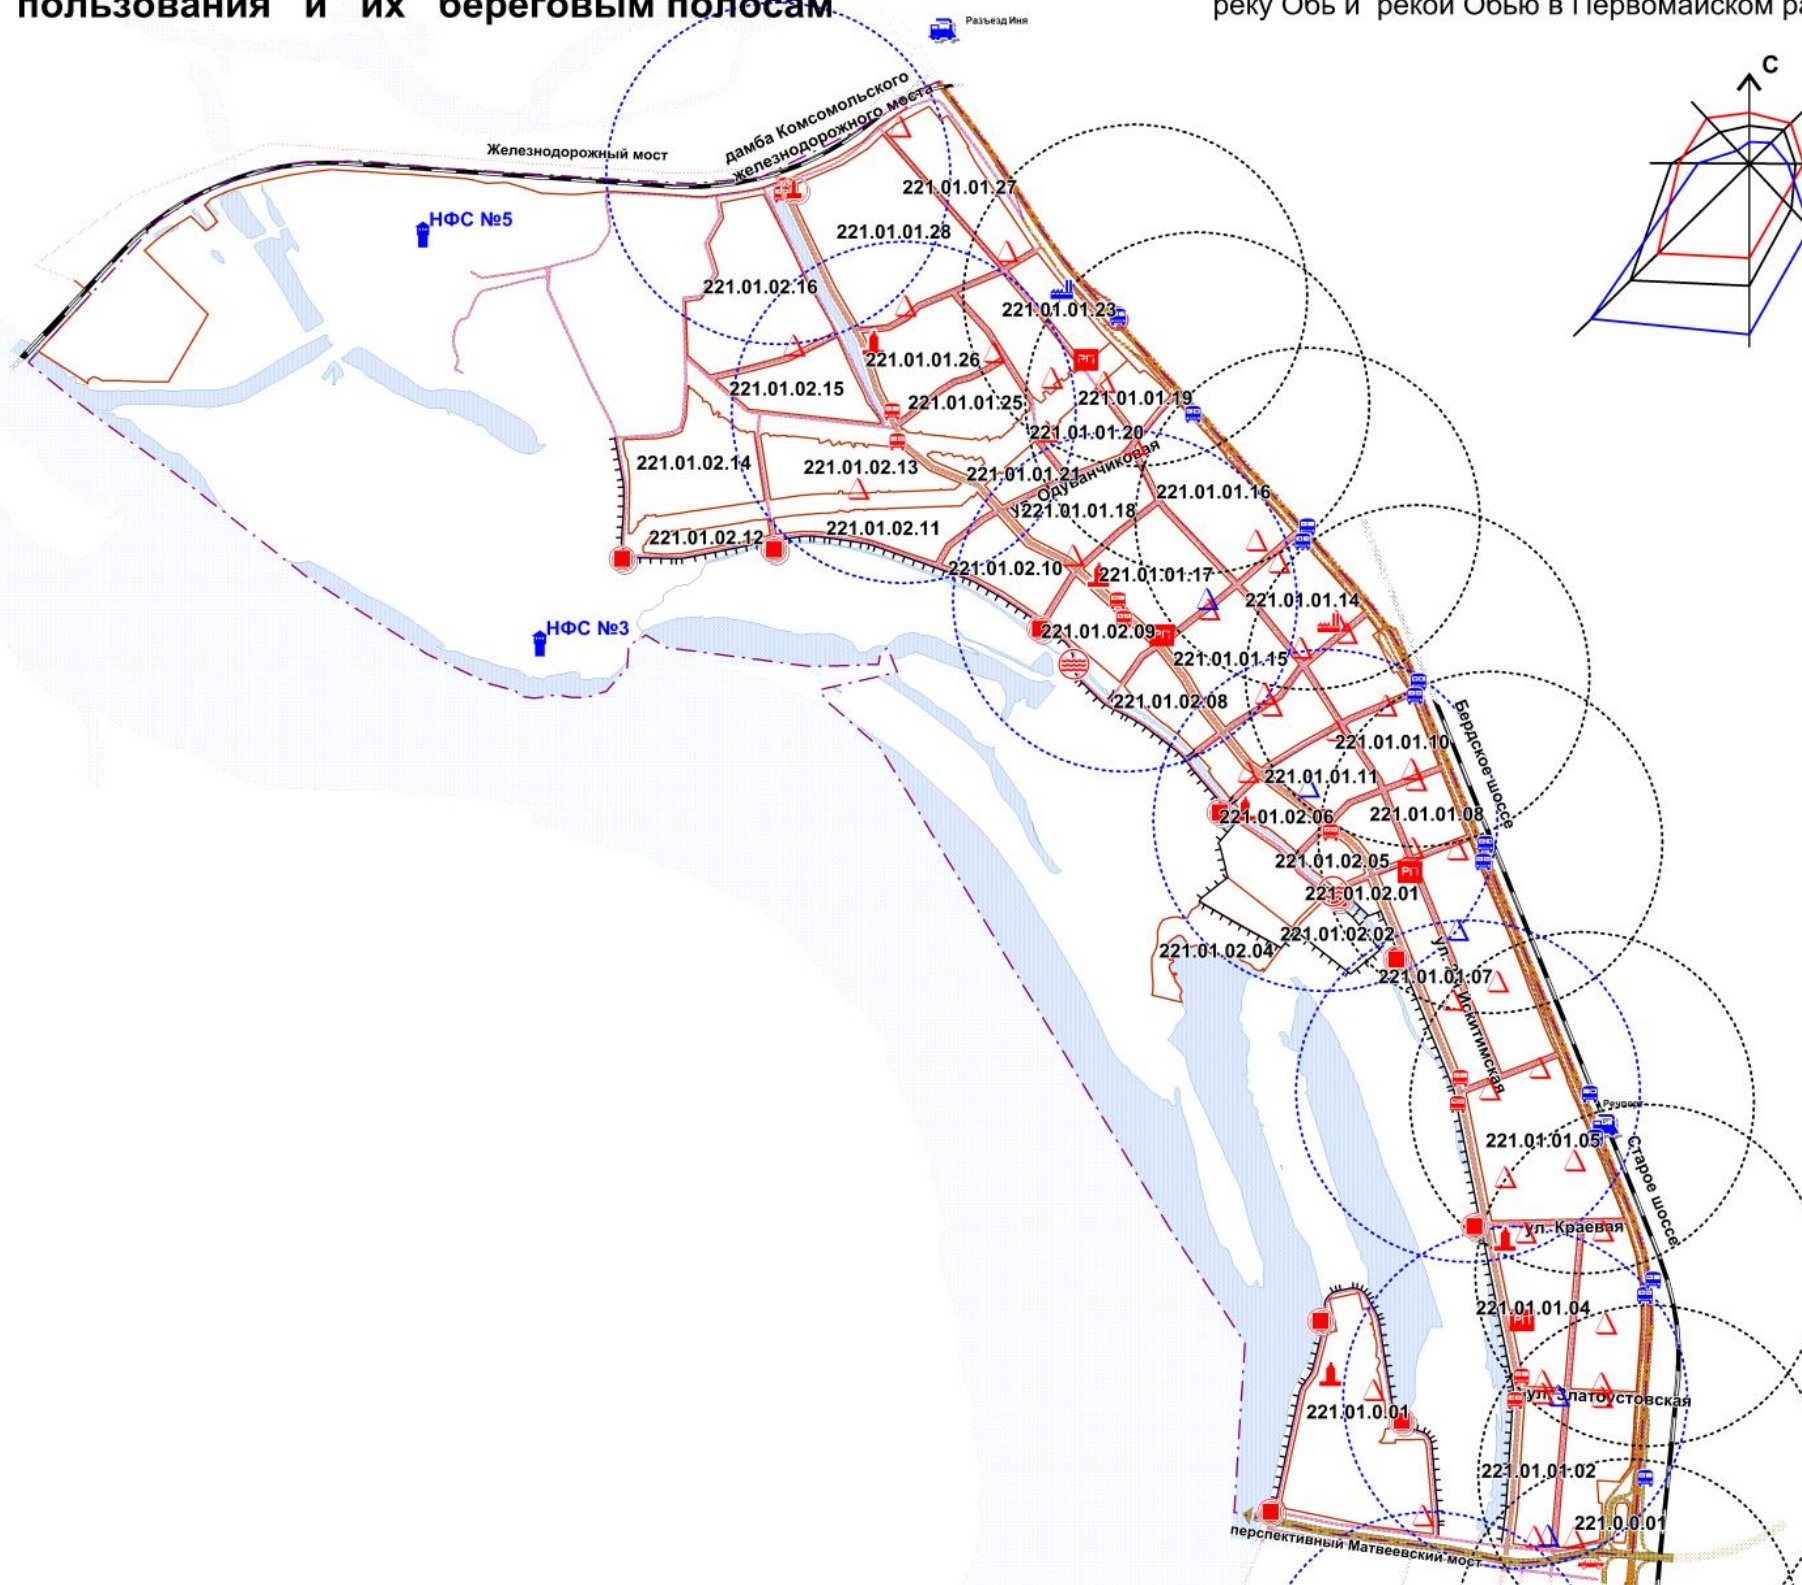 пользования и их береговым полосам
реку Обь и рекой Обью в Первомайском
Разъезд Иня
С
дамба Комсомольского
железнодорожного моста
Железнодорожный мост
221.01.01.27
НФС №5
221.01.01.28
221.01.02.16
221.01.01.23
221.01.01.26
РП
221.01.02.15
221.01.01.25
221.01.01.19
221.01.01.20
221.01.02.14
221.01.02.13
221.01.01.21
ул. Одуванчиковая
221.01.01.16
221.01.01.18
221.01.02.11
221.01.02.12
221.01.02.10
221.01.01.17
221.01.01.14
НФС №3
221.01.02.09
РП
221.01.01.15
221.01.02.08
Бердское шоссе
221.01.01.10
221.01.01.11
221.01.02.06
221.01.01.08
221.01.02.05
РП
221.01.02.01
221.01.02.02
221.01.02.04
221.01.01.07
Искитимская
Речпорт
221.01.01.05
Старое шоссе
ул. Краевая
221.01.01.04
РП
ул. Златоустовская
221.01.0.01
221.01.01.02
221.0.0.01
перспективный Матвеевский мост